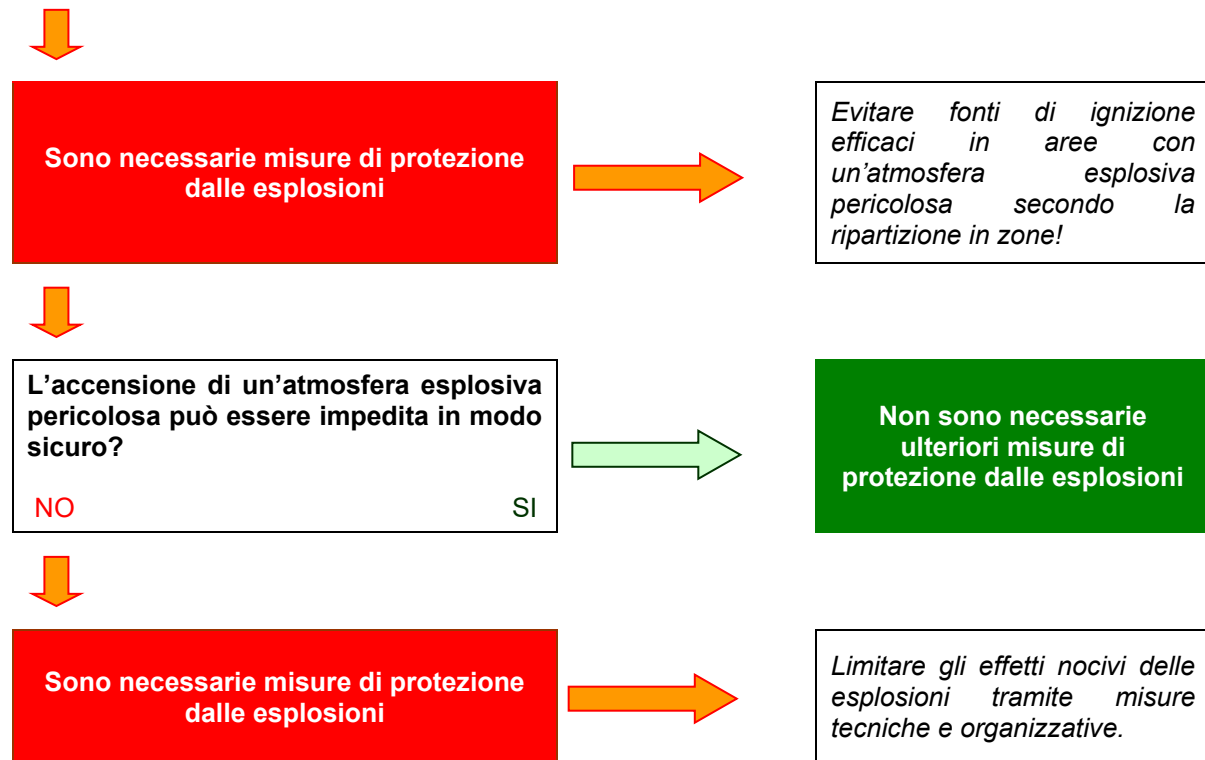 Sono necessarie misure di protezione
dalle esplosioni
Evitare fonti di ignizione
efficaci in aree con
un'atmosfera esplosiva
pericolosa secondo la
ripartizione in zone!
L'accensione di un'atmosfera esplosiva
pericolosa può essere impedita in modo
sicuro?
NO SI
Non sono necessarie
ulteriori misure di
protezione dalle esplosioni
Sono necessarie misure di protezione
dalle esplosioni
Limitare gli effetti nocivi delle
esplosioni tramite misure
tecniche e organizzative.